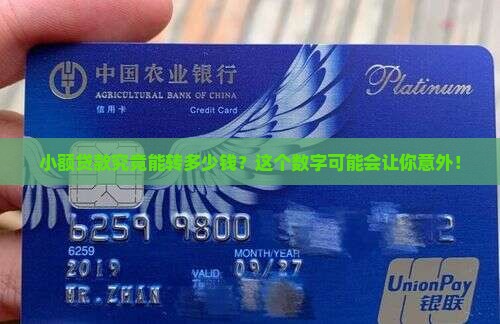 中国农业银行
AGRICULTURAL BANK OF CHINA
信用卡 Credit Card
Platinum
小额贷款究竟能转多少钱？这个数字可能会让你意外！
6259 9800 2
6259
MONTH/YEAR
2019 VALID 09/27
MR.ZHAN
UnionPay
银联